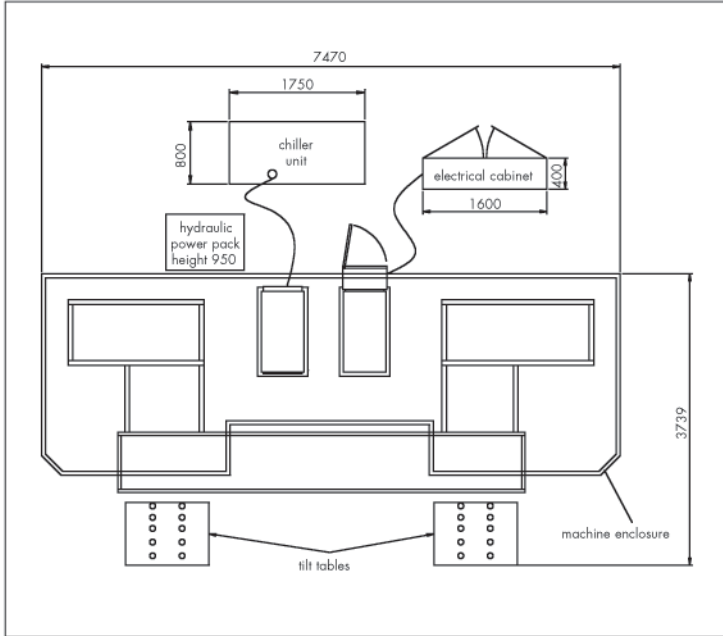 7470
1750
800
chiller
unit
electrical cabinet
400
1600
hydraulic
power pack
height 950
3739
machine enclosure
tilt tables